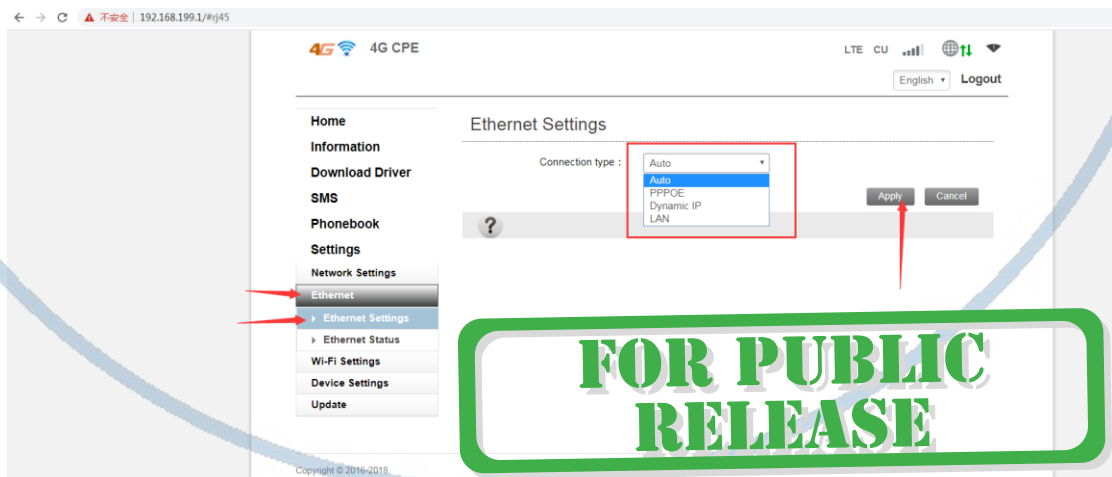 不安全 | 192.168.199.1/#rj45
4G 4G CPE
LTE CU
English Logout
Home
Information
Download Driver
SMS
Phonebook
Settings
Network Settings
Ethernet
Ethernet Settings
Ethernet Status
Wi-Fi Settings
Device Settings
Update
Ethernet Settings
Connection type :
Auto
Auto
PPPOE
Dynamic IP
LAN
Apply Cancel
?
FOR PUBLIC
RELEASE
Copyright © 2016-2018.